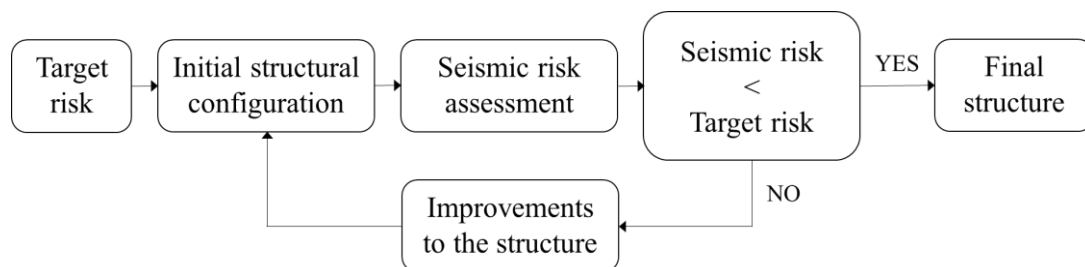 Target
risk
Initial structural
configuration
Seismic risk
assessment
Seismic risk
<
Target risk
YES
Final
structure
NO
Improvements
to the structure